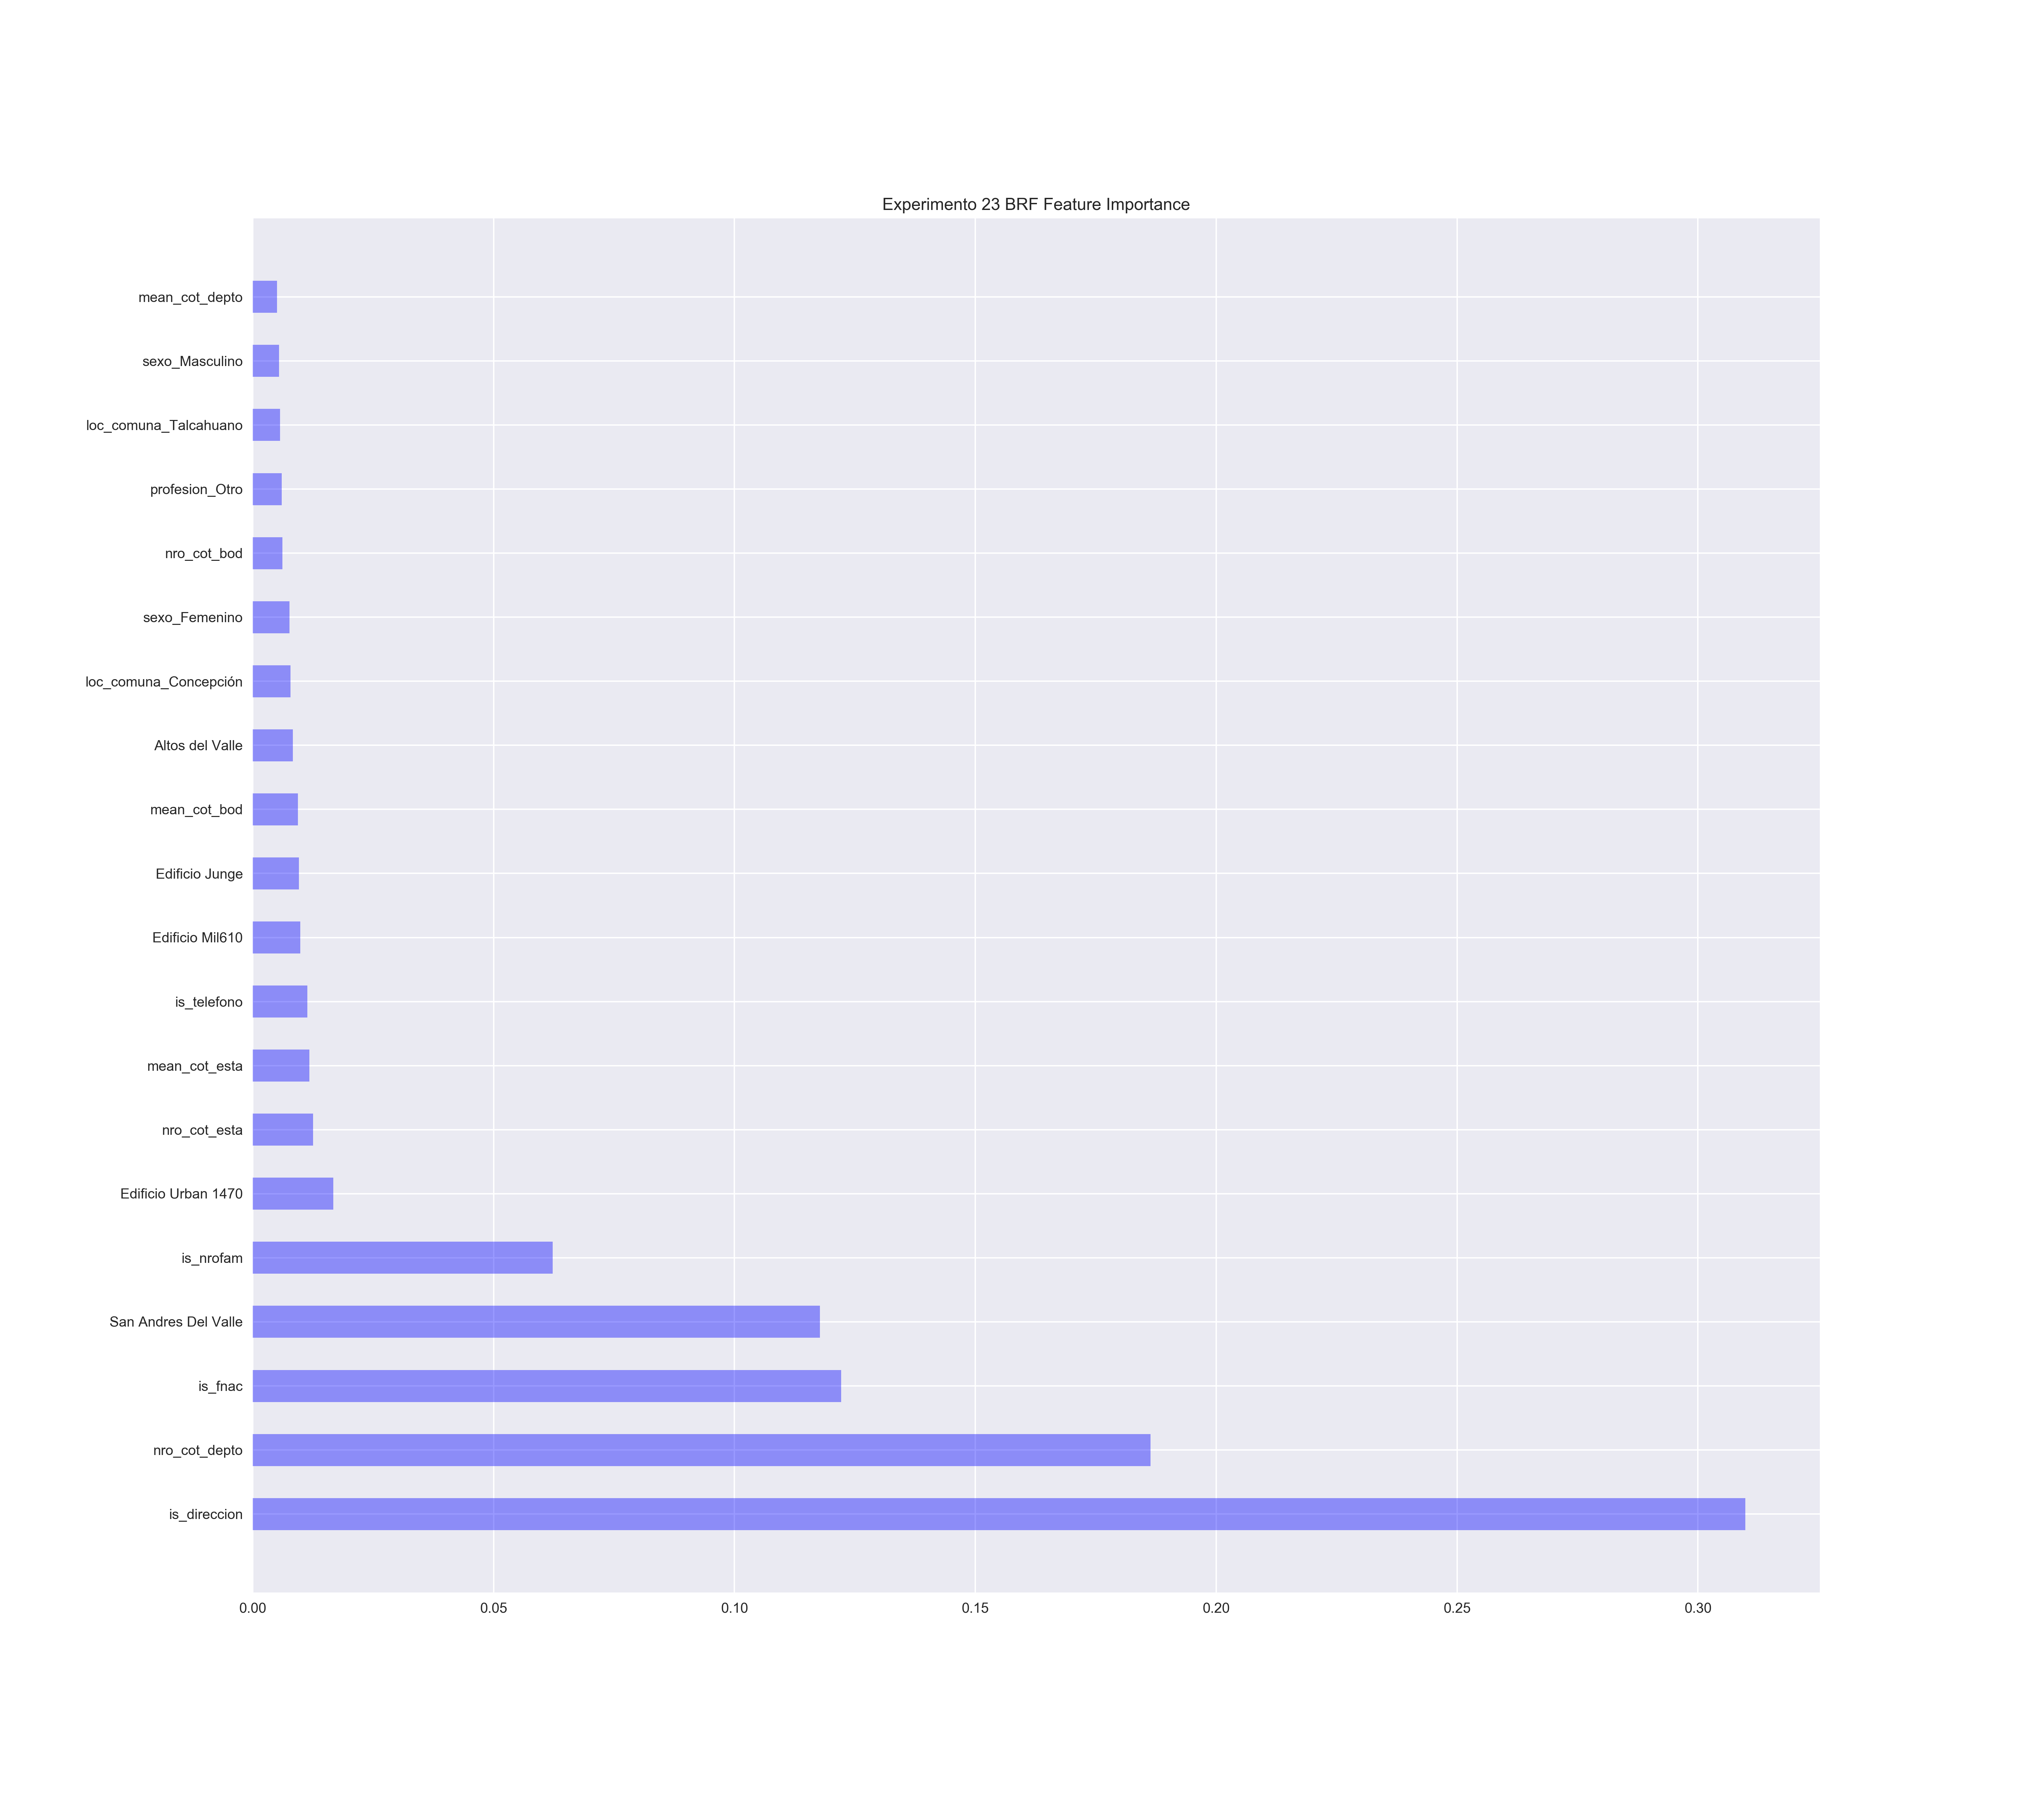 Experimento 23 BRF Feature Importance
mean_cot_depto
sexo_Masculino
loc_comuna_Talcahuano
profesion_Otro
nro_cot_bod
sexo_Femenino
loc_comuna_Concepción
Altos del Valle
mean_cot_bod
Edificio Junge
Edificio Mil610
is_telefono
mean_cot_esta
nro_cot_esta
Edificio Urban 1470
is_nrofam
San Andres Del Valle
is_fnac
nro_cot_depto
is_direccion
0.00 0.05 0.10 0.15 0.20 0.25 0.30